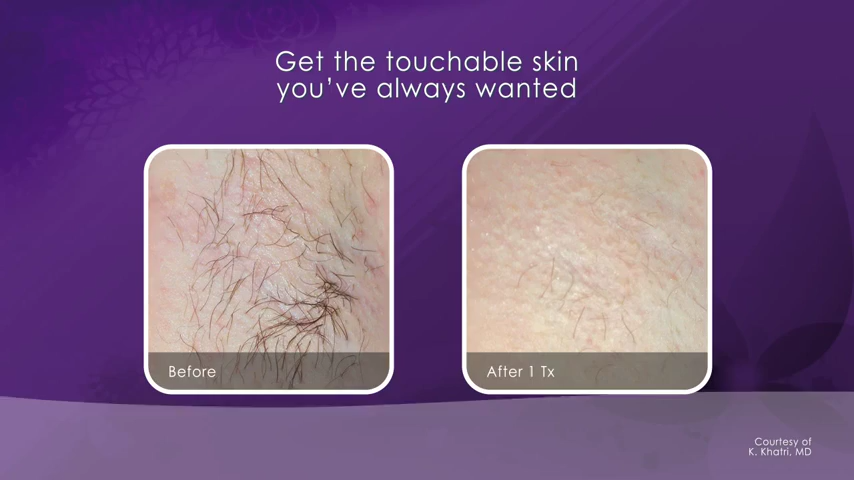 Get the touchable skin
you've always wanted
Before
After 1 Tx
Courtesy of
K. Khatri, MD